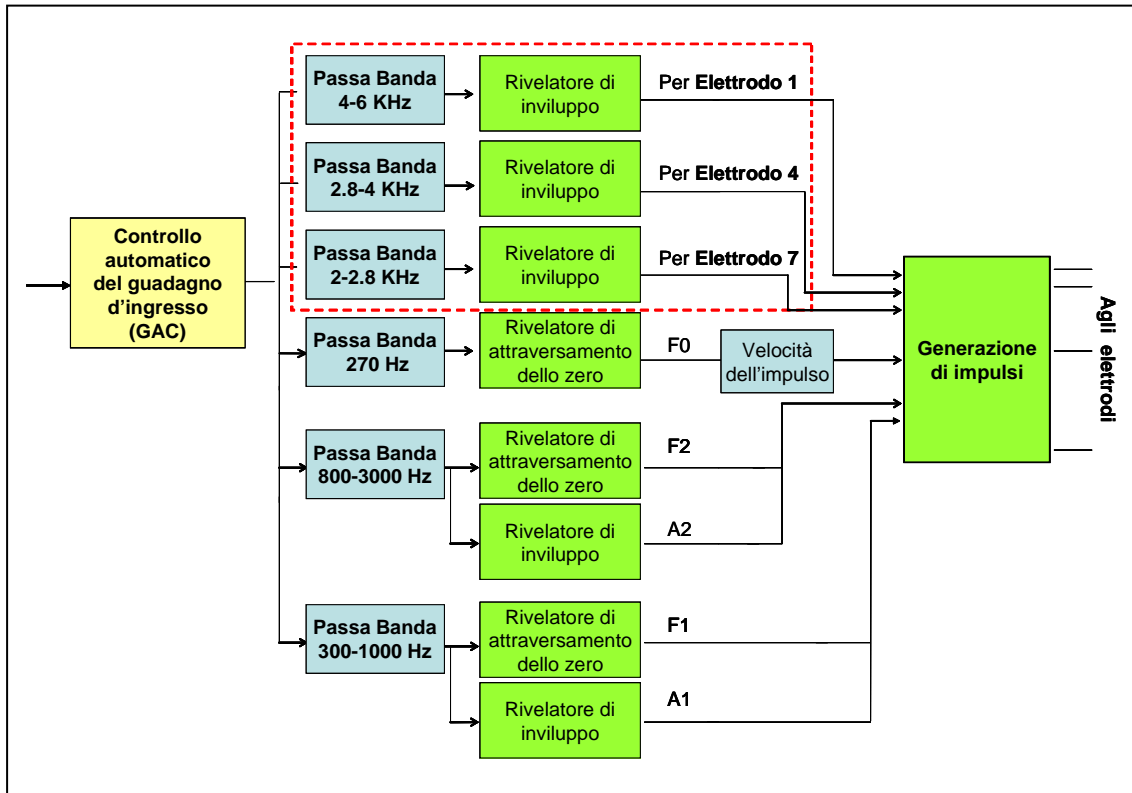 Controllo
automatico
del guadagno
d'ingresso
(GAC)
Passa Banda
4-6 KHz
Rivelatore di
inviluppo
Per Elettrodo 1
Passa Banda
2.8-4 KHz
Rivelatore di
inviluppo
Per Elettrodo 4
Passa Banda
2-2.8 KHz
Rivelatore di
inviluppo
Per Elettrodo 7
Passa Banda
270 Hz
Rivelatore di
attraversamento
dello zero
F0
Velocità
dell'impulso
Passa Banda
800-3000 Hz
Rivelatore di
attraversamento
dello zero
F2
Rivelatore di
inviluppo
A2
Passa Banda
300-1000 Hz
Rivelatore di
attraversamento
dello zero
F1
Rivelatore di
inviluppo
A1
Generazione
di impulsi
Agli elettrodi